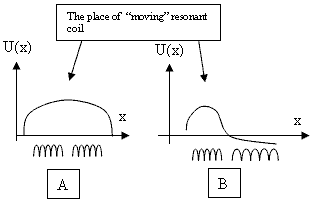 The place of “moving” resonant
coil
U(x)
U(x)
x
x
A
B